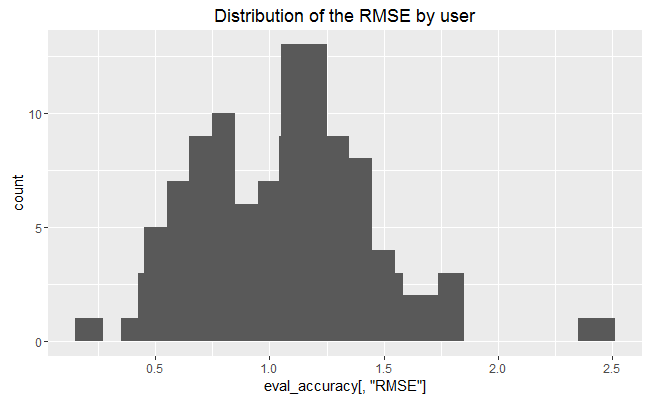 Distribution of the RMSE by user
10
5
0
count
0.5 1.0 1.5 2.0 2.5
eval_accuracy[, "RMSE"]